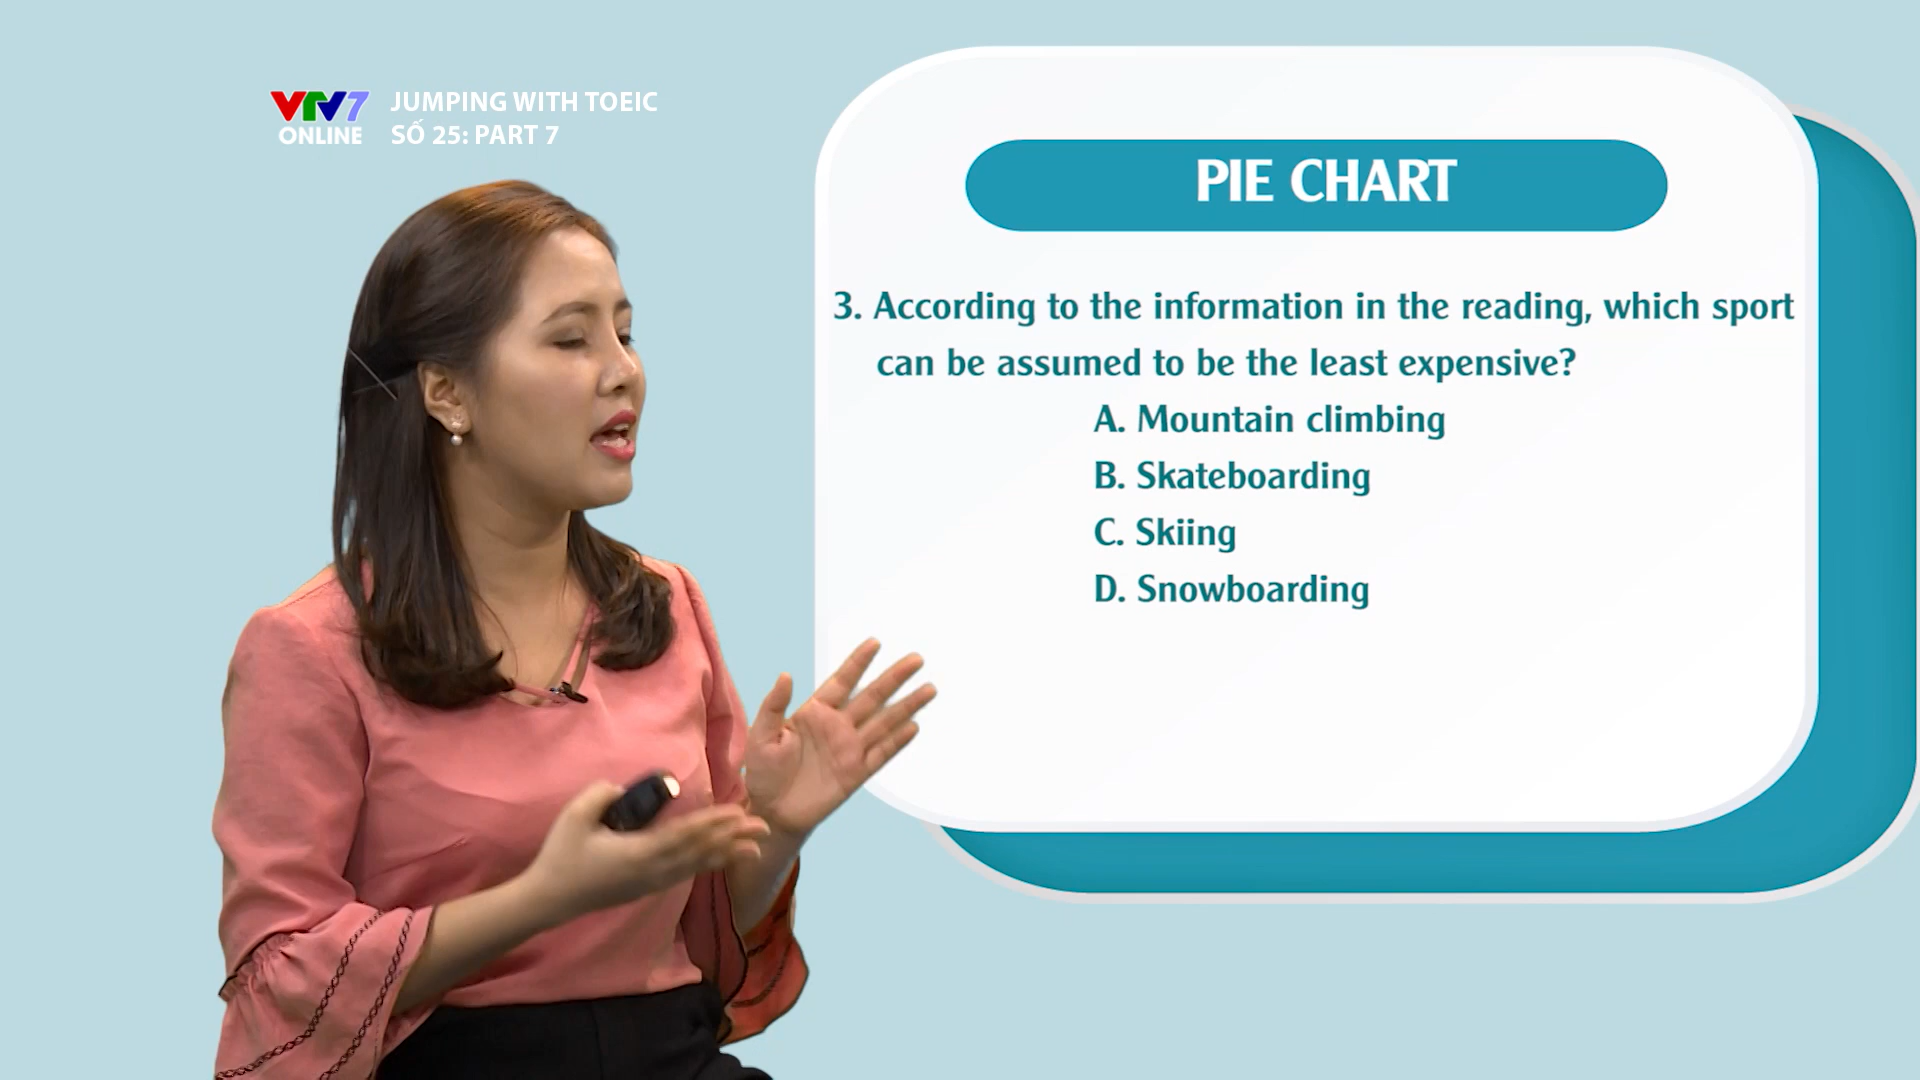 VTV7
ONLINE
JUMPING WITH TOEIC
SỐ 25: PART 7
PIE CHART
3. According to the information in the reading, which sport
can be assumed to be the least expensive?
A. Mountain climbing
B. Skateboarding
C. Skiing
D. Snowboarding